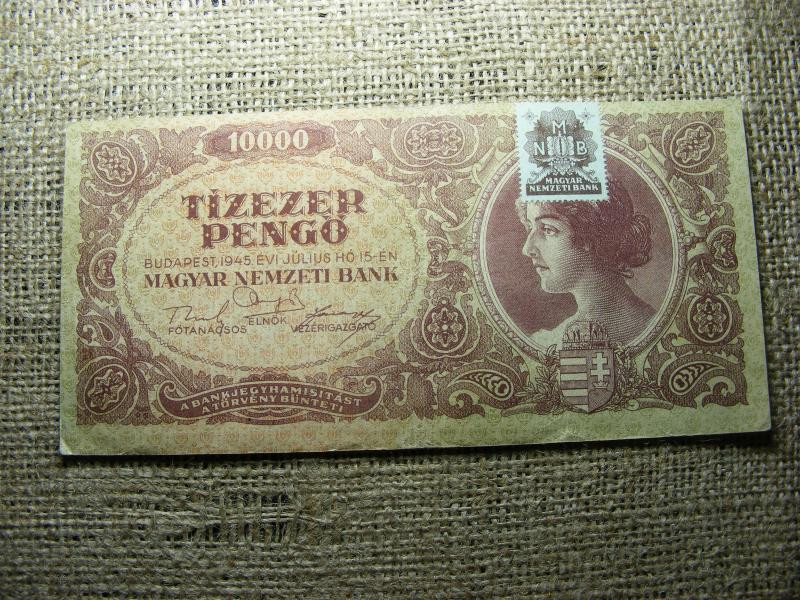 10000
TÍZEZER
PENGŐ
BUDAPEST, 1945. ÉVI JÚLIUS HÓ 15-ÉN
MAGYAR NEMZETI BANK
FŐTANÁCSOS
ELNÖK
VEZÉRIGAZGATÓ
A BANKJEGYHAMISÍTÁST
A TÖRVÉNY BÜNTETI
M
N B
MAGYAR
NEMZETI BANK